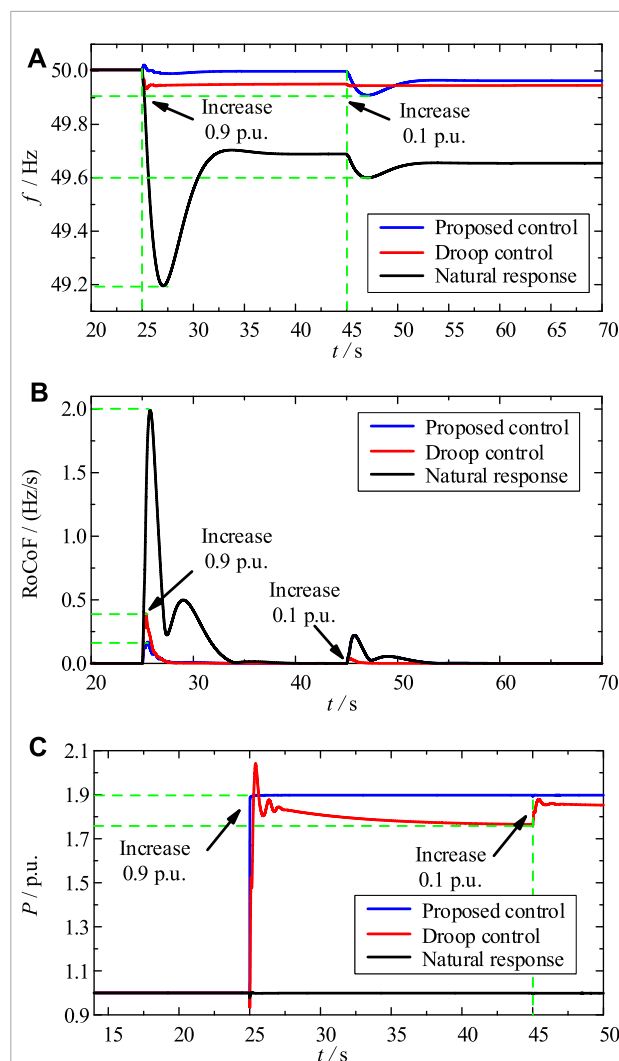 A
50.0
49.8
49.6
49.4
49.2
f / Hz
Increase
0.9 p.u.
Increase
0.1 p.u.
Proposed control
Droop control
Natural response
20 25 30 35 40 45 50 55 60 65 70
t / s
B
2.0
1.5
1.0
0.5
0.0
RoCoF / (Hz/s)
Proposed control
Droop control
Natural response
Increase
0.9 p.u.
Increase
0.1 p.u.
20 30 40 50 60 70
t / s
C
2.1
1.9
1.7
1.5
1.3
1.1
0.9
P / p.u.
Increase
0.9 p.u.
Increase
0.1 p.u.
Proposed control
Droop control
Natural response
15 20 25 30 35 40 45 50
t / s